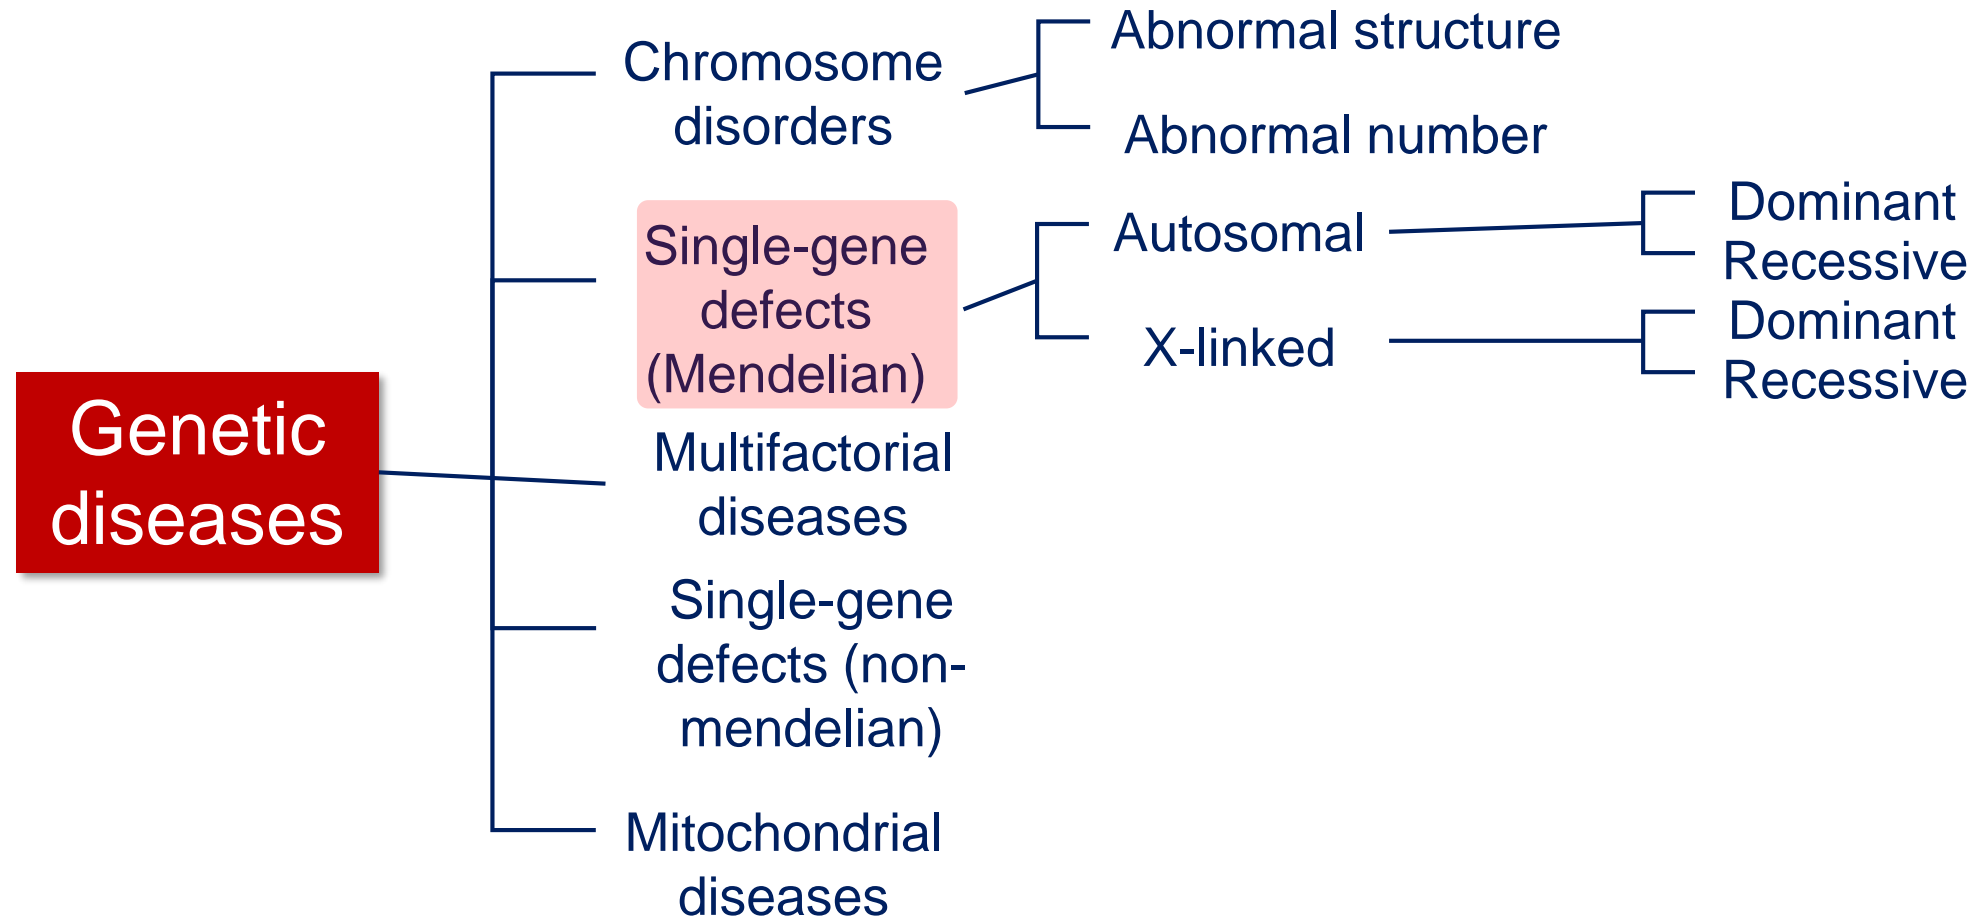 Genetic
diseases
Chromosome
disorders
Abnormal structure
Abnormal number
Single-gene
defects
(Mendelian)
Autosomal
Dominant
Recessive
X-linked
Dominant
Recessive
Multifactorial
diseases
Single-gene
defects (non-
mendelian)
Mitochondrial
diseases